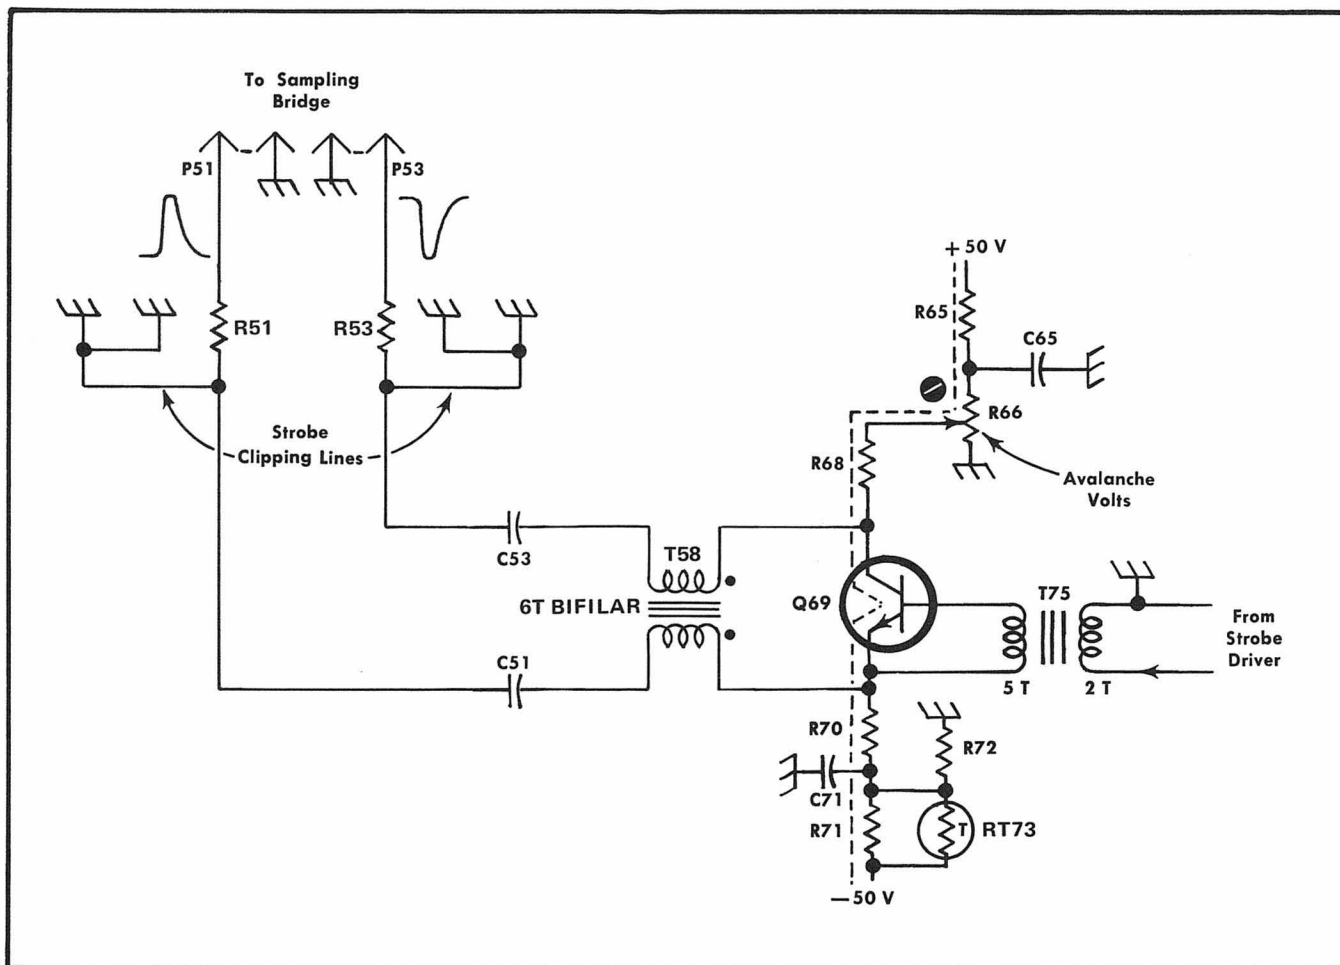 To Sampling
Bridge
P51
P53
+ 50 V
R51
R53
R65
C65
R66
Strobe
Clipping Lines
R68
Avalanche
Volts
C53
T58
6T BIFILAR
Q69
T75
From
Strobe
Driver
C51
5 T
2 T
R70
R72
C71
R71
T
RT73
— 50 V